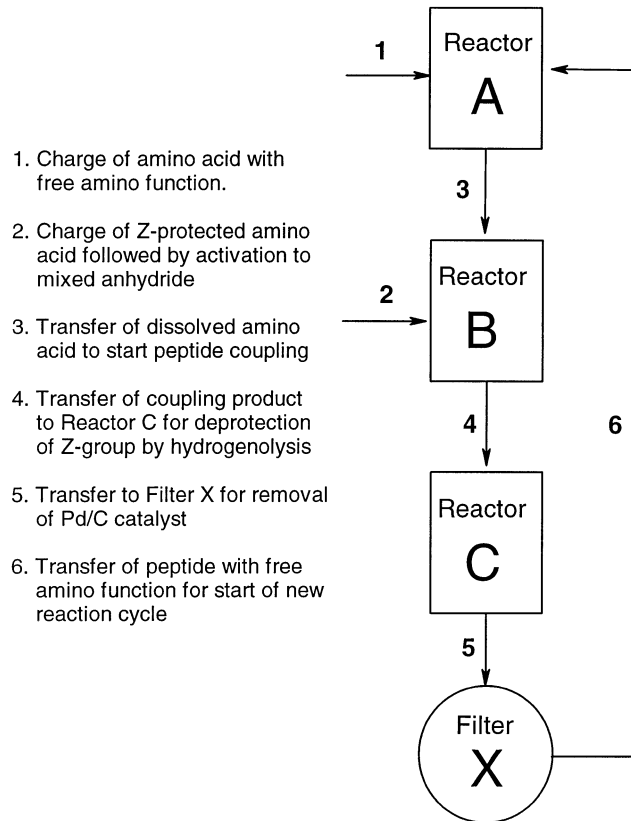 1. Charge of amino acid with
free amino function.
2. Charge of Z-protected amino
acid followed by activation to
mixed anhydride
3. Transfer of dissolved amino
acid to start peptide coupling
4. Transfer of coupling product
to Reactor C for deprotection
of Z-group by hydrogenolysis
5. Transfer to Filter X for removal
of Pd/C catalyst
6. Transfer of peptide with free
amino function for start of new
reaction cycle
1
Reactor
A
3
2
Reactor
B
4
6
Reactor
C
5
Filter
X